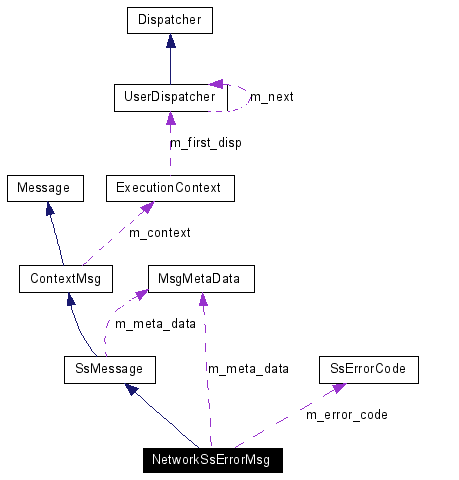 Dispatcher
UserDispatcher
m_next
m_first_disp
Message
ExecutionContext
m_context
ContextMsg
MsgMetaData
m_meta_data
SsMessage
m_meta_data
SsErrorCode
m_error_code
NetworkSsErrorMsg